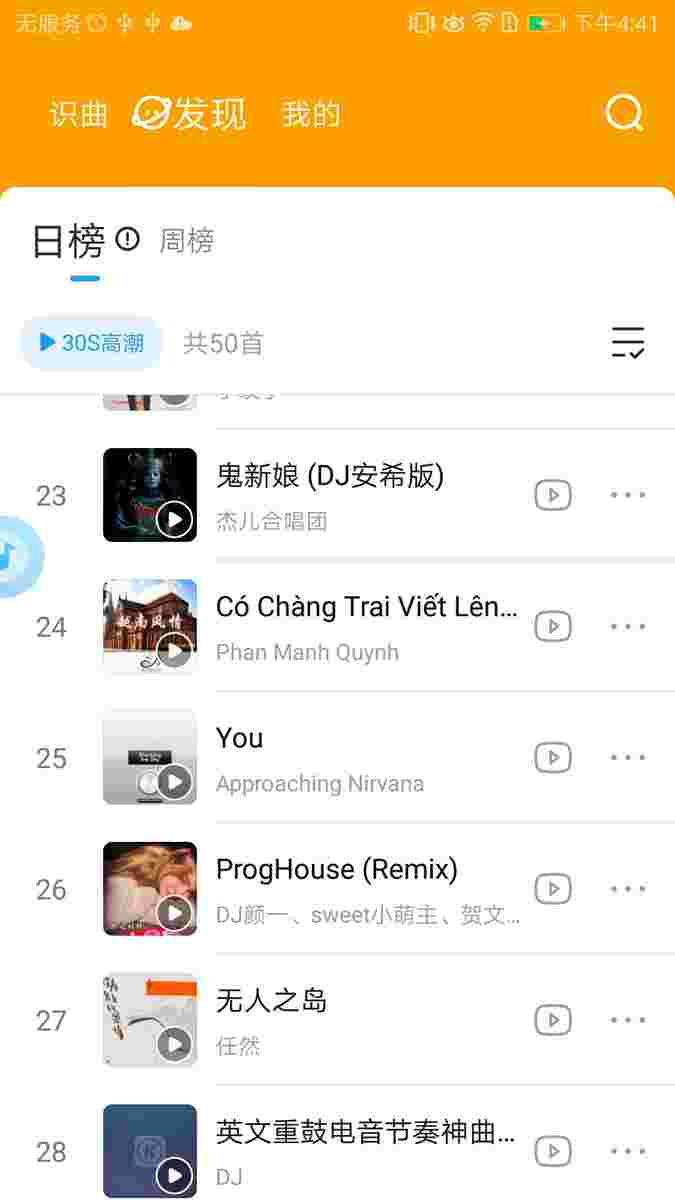 无服务
下午4:41
识曲 发现 我的
日榜 周榜
30S高潮 共50首
23
鬼新娘 (DJ安希版)
杰儿合唱团
24
越南风情
Có Chàng Trai Viết Lên...
Phan Manh Quynh
25
You
Approaching Nirvana
26
ProgHouse (Remix)
DJ颜一、sweet小萌主、贺文...
27
无人之岛
任然
28
英文重鼓电音节奏神曲...
DJ